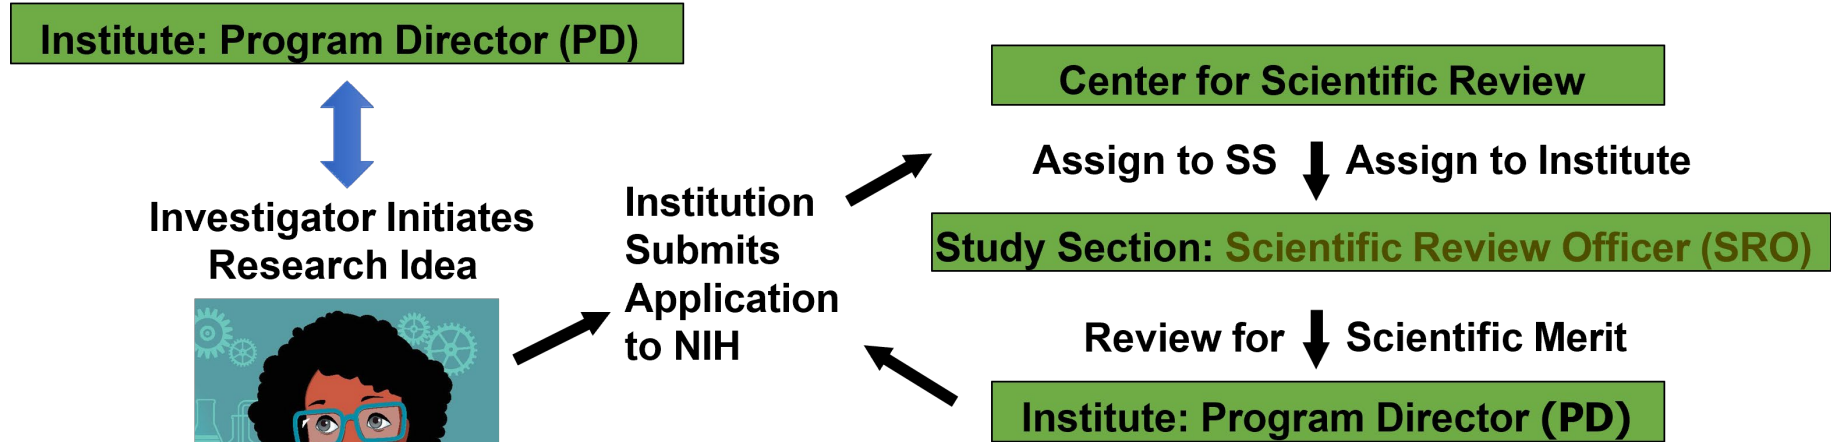 Institute: Program Director (PD)
Investigator Initiates
Research Idea
Institution
Submits
Application
to NIH
Center for Scientific Review
Assign to SS Assign to Institute
Study Section: Scientific Review Officer (SRO)
Review for Scientific Merit
Institute: Program Director (PD)